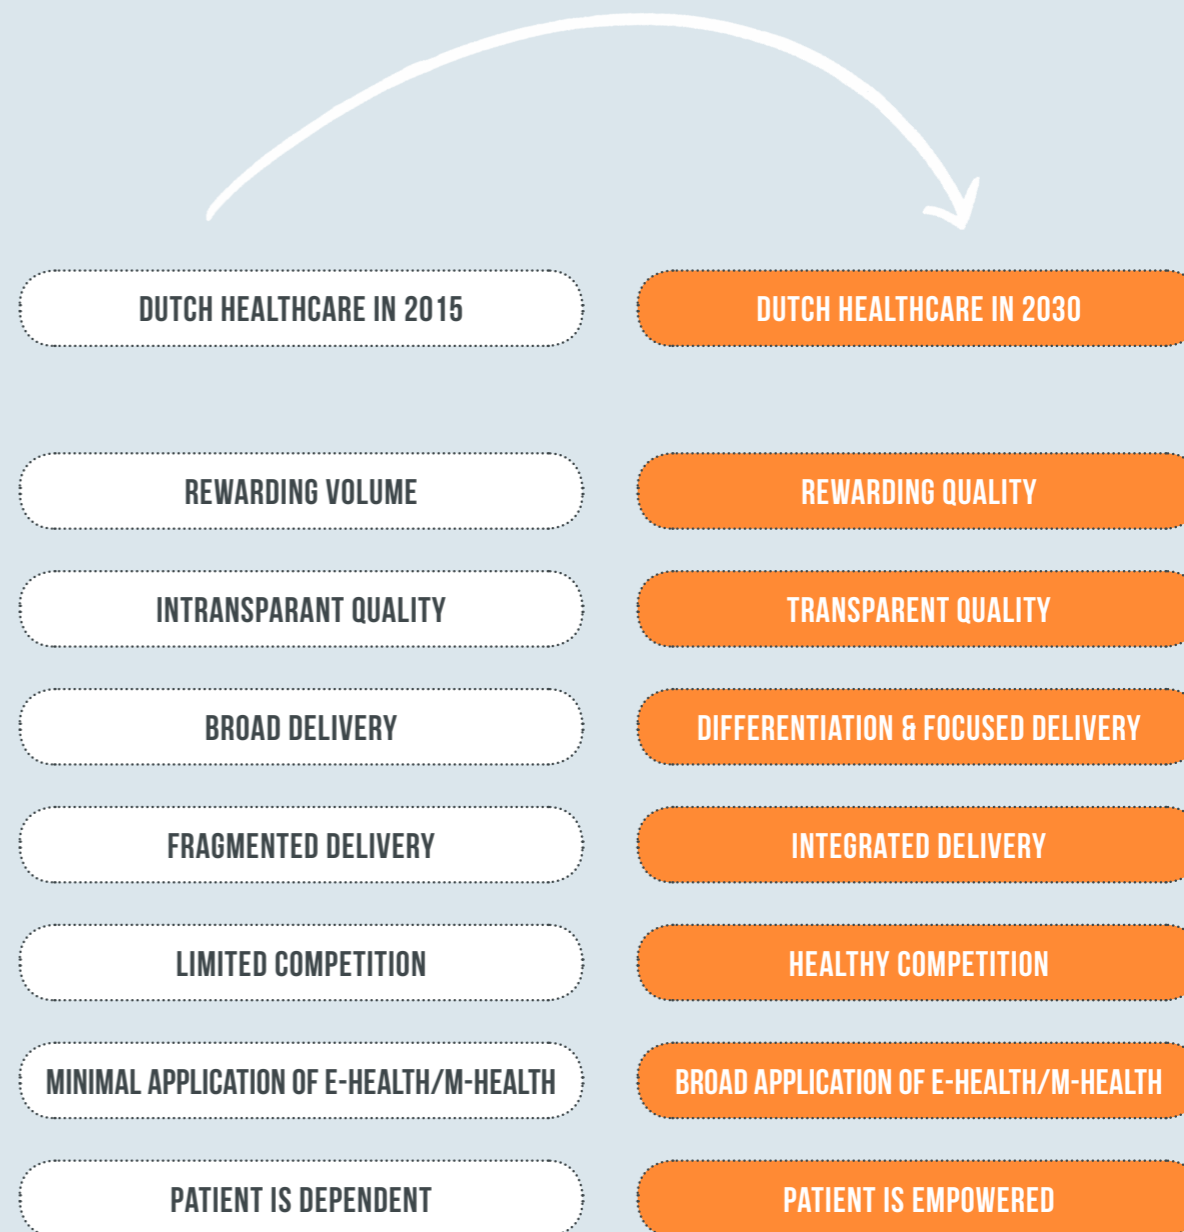 DUTCH HEALTHCARE IN 2015
DUTCH HEALTHCARE IN 2030
REWARDING VOLUME
REWARDING QUALITY
INTRANSPARANT QUALITY
TRANSPARENT QUALITY
BROAD DELIVERY
DIFFERENTIATION & FOCUSED DELIVERY
FRAGMENTED DELIVERY
INTEGRATED DELIVERY
LIMITED COMPETITION
HEALTHY COMPETITION
MINIMAL APPLICATION OF E-HEALTH/M-HEALTH
BROAD APPLICATION OF E-HEALTH/M-HEALTH
PATIENT IS DEPENDENT
PATIENT IS EMPOWERED